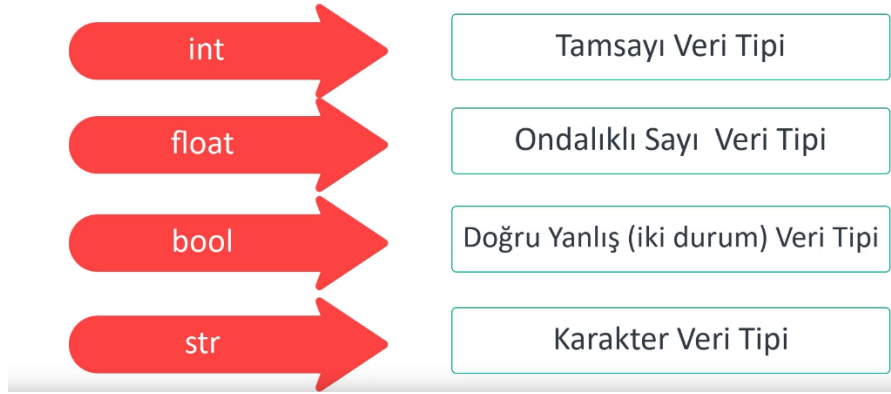 int
Tamsayı Veri Tipi
float
Ondalıklı Sayı Veri Tipi
bool
Doğru Yanlış (iki durum) Veri Tipi
str
Karakter Veri Tipi